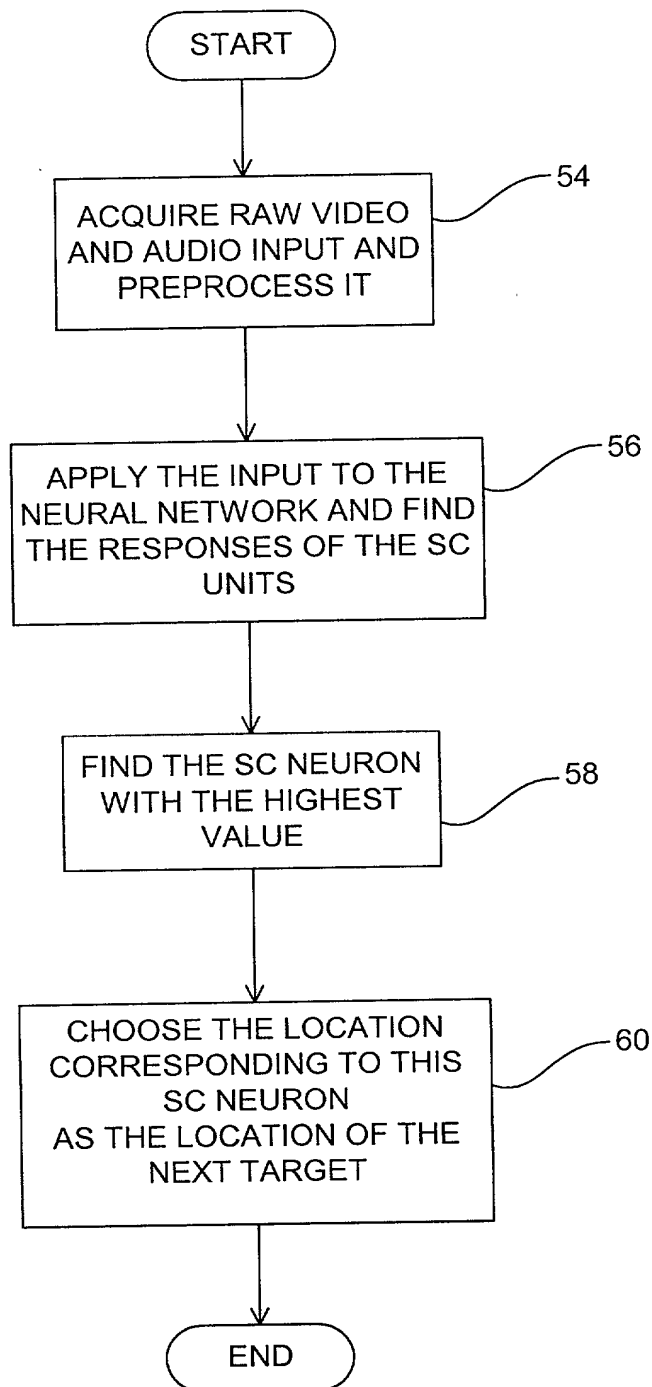 START
54
ACQUIRE RAW VIDEO
AND AUDIO INPUT AND
PREPROCESS IT
56
APPLY THE INPUT TO THE
NEURAL NETWORK AND FIND
THE RESPONSES OF THE SC
UNITS
58
FIND THE SC NEURON
WITH THE HIGHEST
VALUE
60
CHOOSE THE LOCATION
CORRESPONDING TO THIS
SC NEURON
AS THE LOCATION OF THE
NEXT TARGET
END